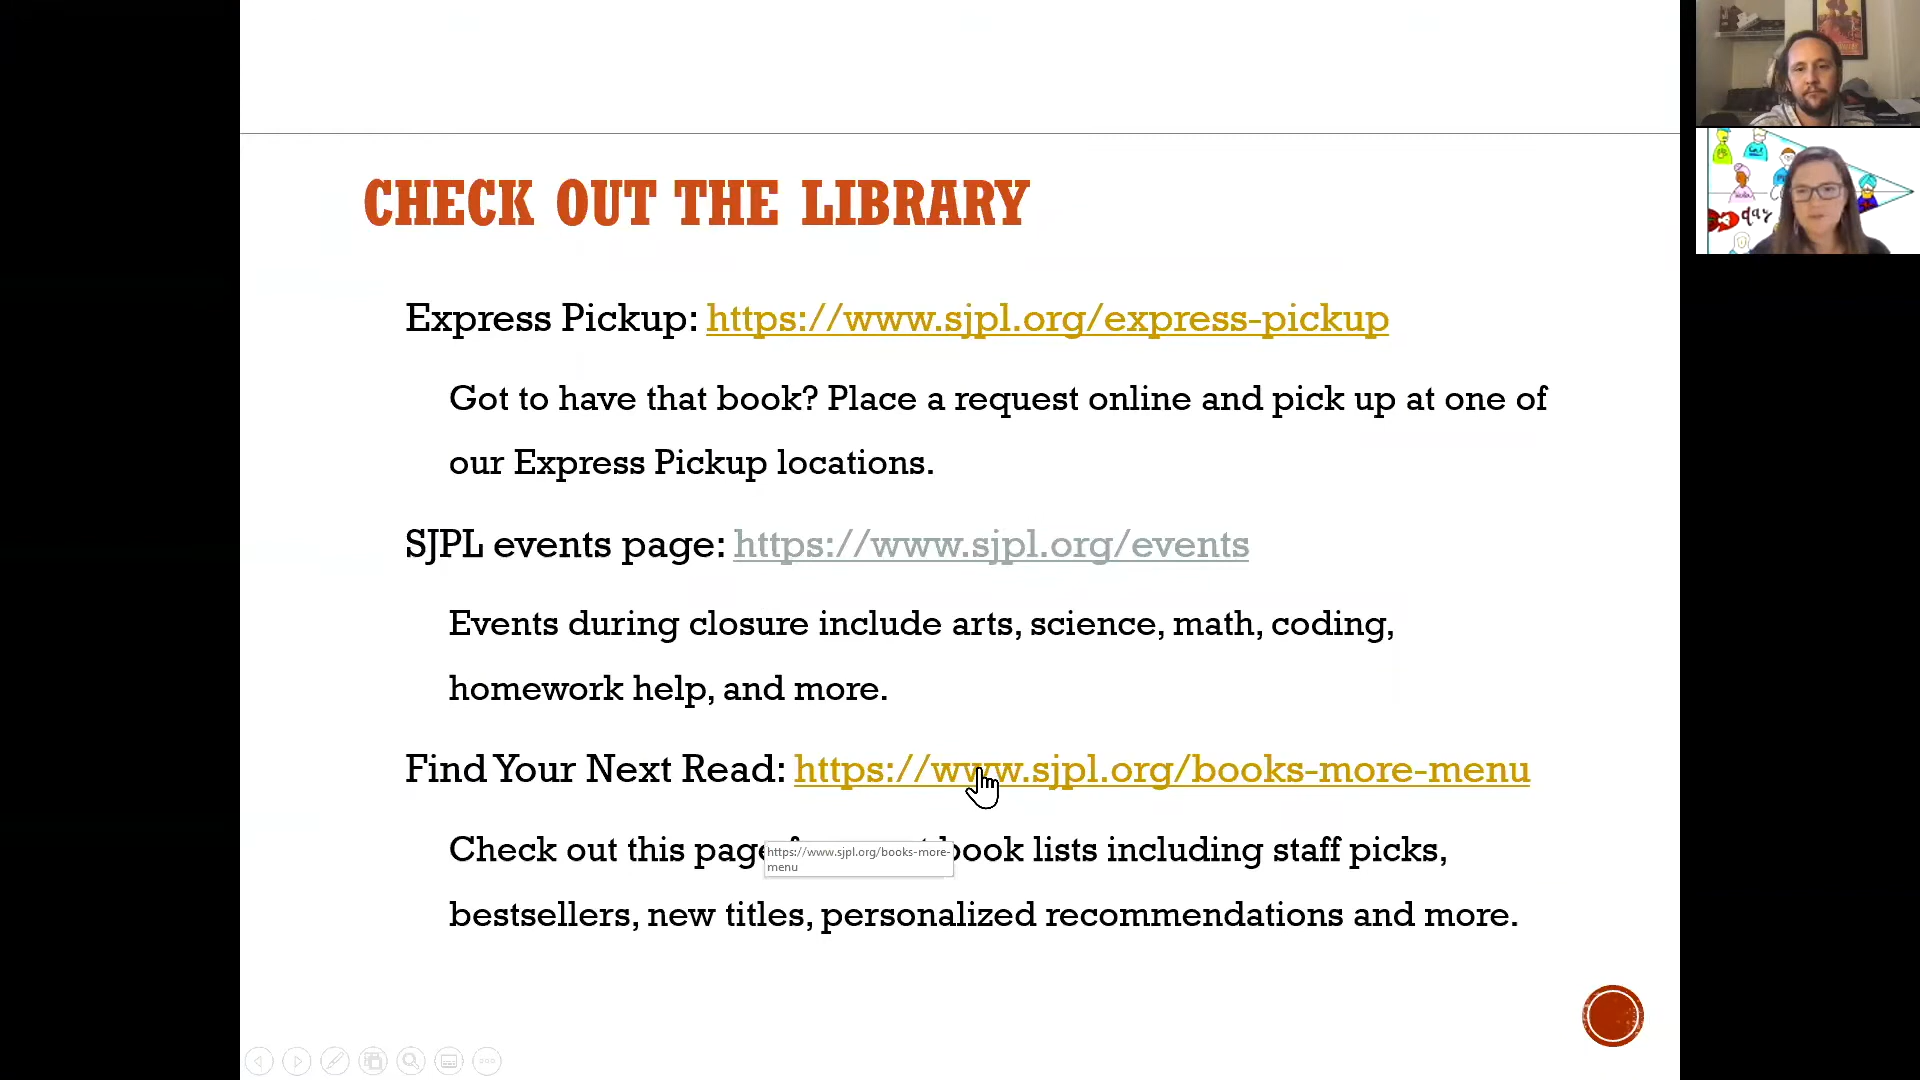 CHECK OUT THE LIBRARY
Express Pickup: https://www.sjpl.org/express-pickup
Got to have that book? Place a request online and pick up at one of
our Express Pickup locations.
SJPL events page: https://www.sjpl.org/events
Events during closure include arts, science, math, coding,
homework help, and more.
Find Your Next Read: https://www.sjpl.org/books-more-menu
Check out this page book lists including staff picks,
https://www.sjpl.org/books-more-
menu
bestsellers, new titles, personalized recommendations and more.
day